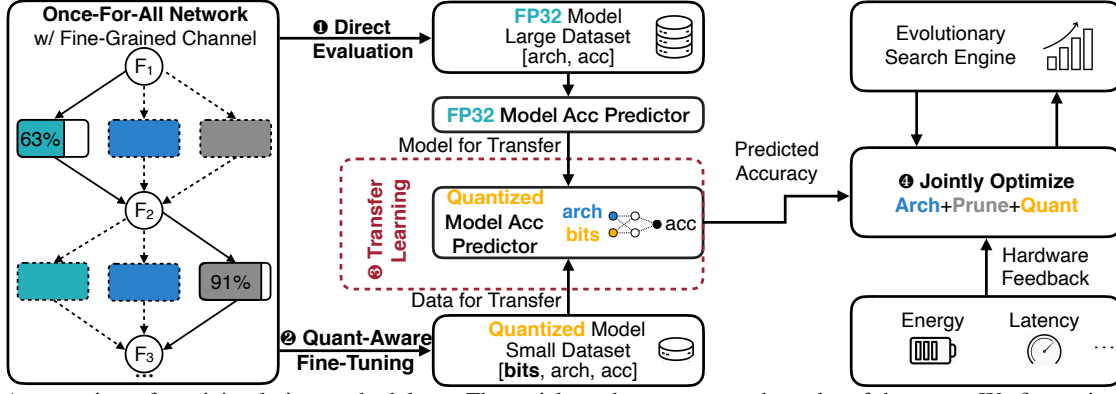 Once-For-All Network
w/ Fine-Grained Channel
F1
63%
F2
91%
F3
...
❶ Direct
Evaluation
❷ Quant-Aware
Fine-Tuning
FP32 Model
Large Dataset
[arch, acc]
FP32 Model Acc Predictor
Model for Transfer
❸ Transfer
Learning
Quantized
Model Acc
Predictor
arch
bits
acc
Data for Transfer
Quantized Model
Small Dataset
[bits, arch, acc]
Predicted
Accuracy
Evolutionary
Search Engine
❹ Jointly Optimize
Arch+Prune+Quant
Hardware
Feedback
Energy
Latency
...